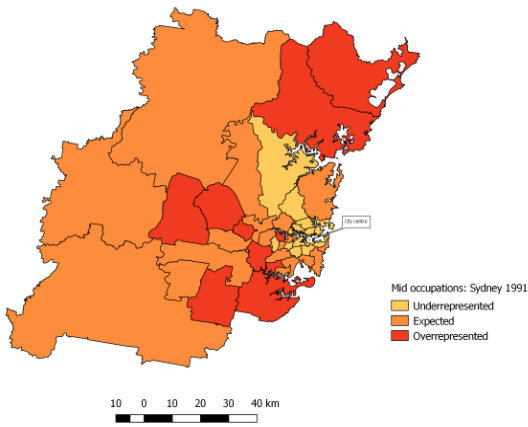 City centre
Mid occupations: Sydney 1991
Underrepresented
Expected
Overrepresented
10 0 10 20 30 40 km